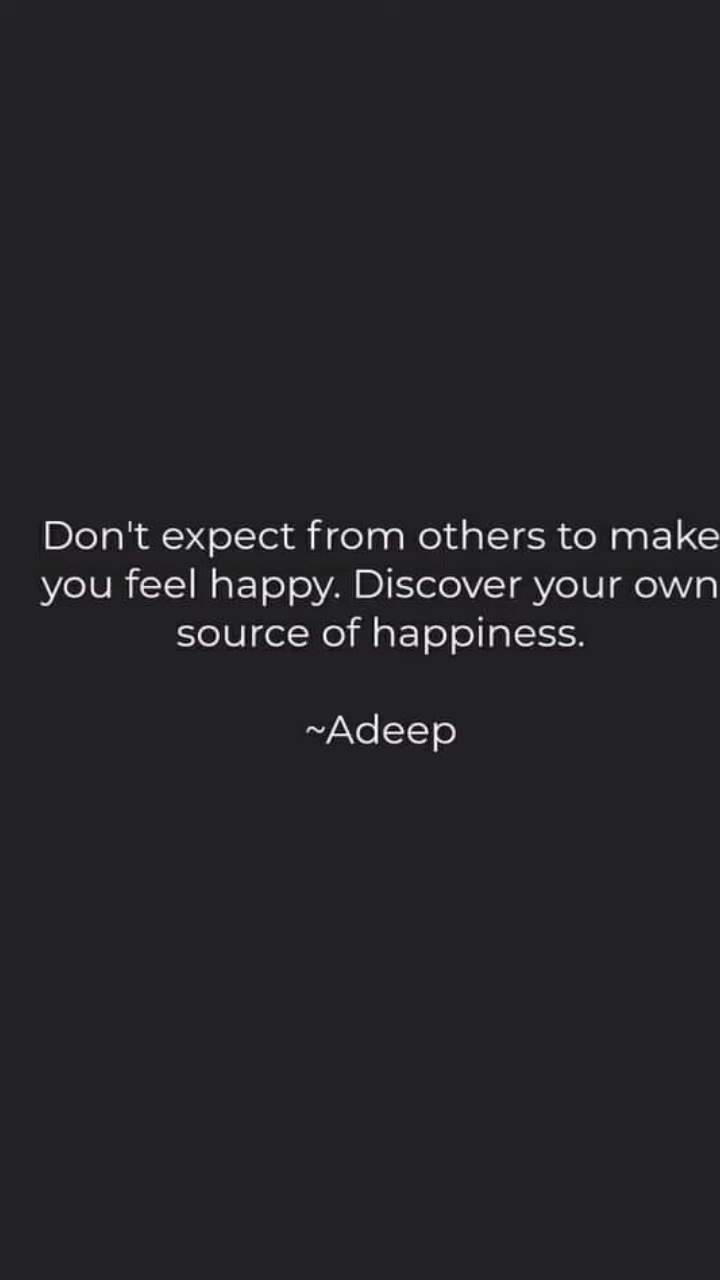 Don't expect from others to make
you feel happy. Discover your own
source of happiness.
~Adeep